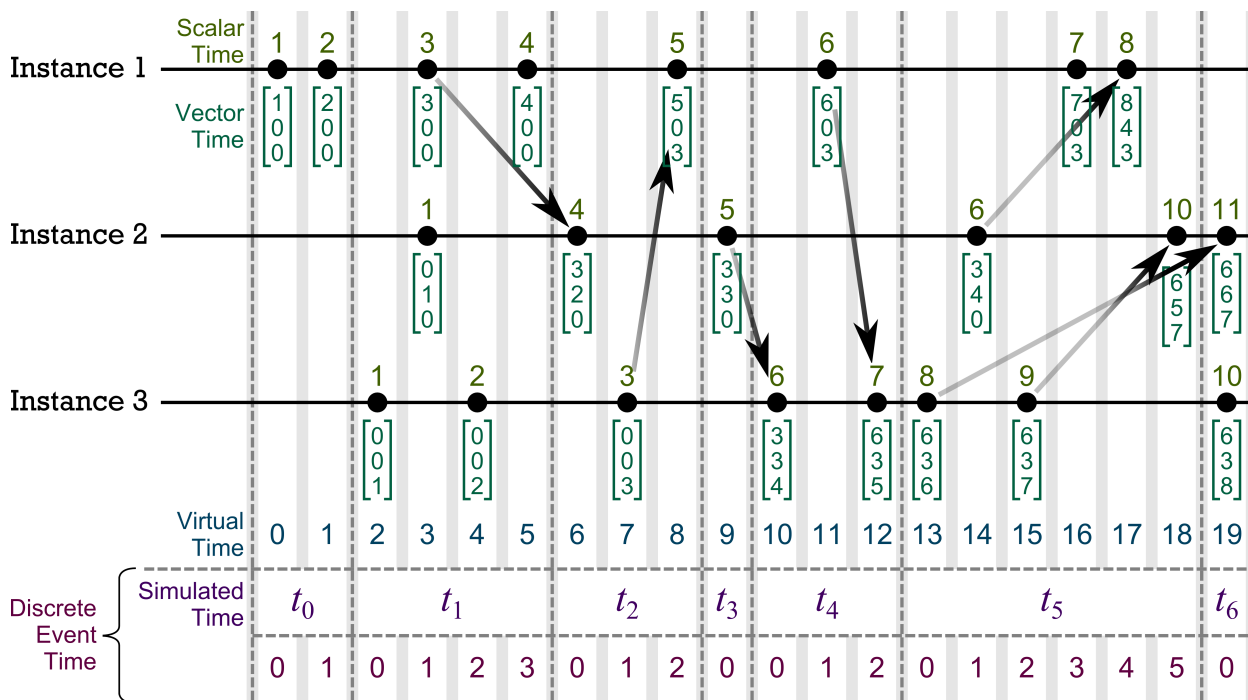 Scalar
Time
1 2 3 4 5 6 7 8
Instance 1
Vector
Time
1 2 3 4 5 6 7 8
0 0 0 0 0 0 0 4
0 0 0 0 3 3 3 3
1 4 5 6 10 11
Instance 2
0 3 3 3 6 6
1 2 3 4 5 6
0 0 0 0 7 7
1 2 3 6 7 8 9 10
Instance 3
0 0 0 3 6 6 6 6
0 0 0 3 3 3 3 3
1 2 3 4 5 6 7 8
Virtual
Time
0 1 2 3 4 5 6 7 8 9 10 11 12 13 14 15 16 17 18 19
Discrete
Event
Time
Simulated
Time
t0 t1 t2 t3 t4 t5 t6
0 1 0 1 2 3 0 1 2 0 0 1 2 0 1 2 3 4 5 0